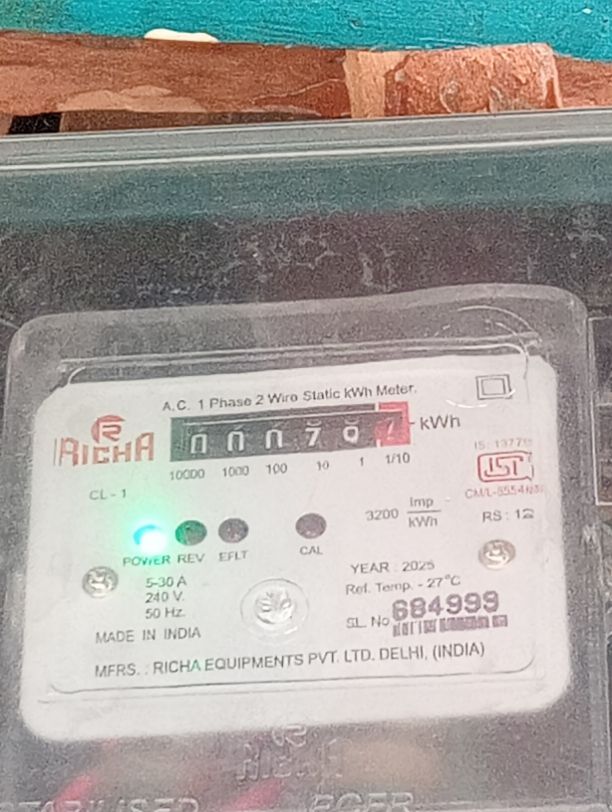 A.C. 1 Phase 2 Wire Static kWh Meter.
RICHA
0 0 0 7 0
kWh
10000 1000 100 10 1 1/10
IS: 13779
ISI
CL - 1
3200 Imp
kWh
RS : 12
POWER REV EFLT
CAL
5-30 A
240 V.
50 Hz.
YEAR : 2025
Ref. Temp. - 27°C
SL. No 684999
MADE IN INDIA
MFRS. : RICHA EQUIPMENTS PVT. LTD. DELHI, (INDIA)
RICHA